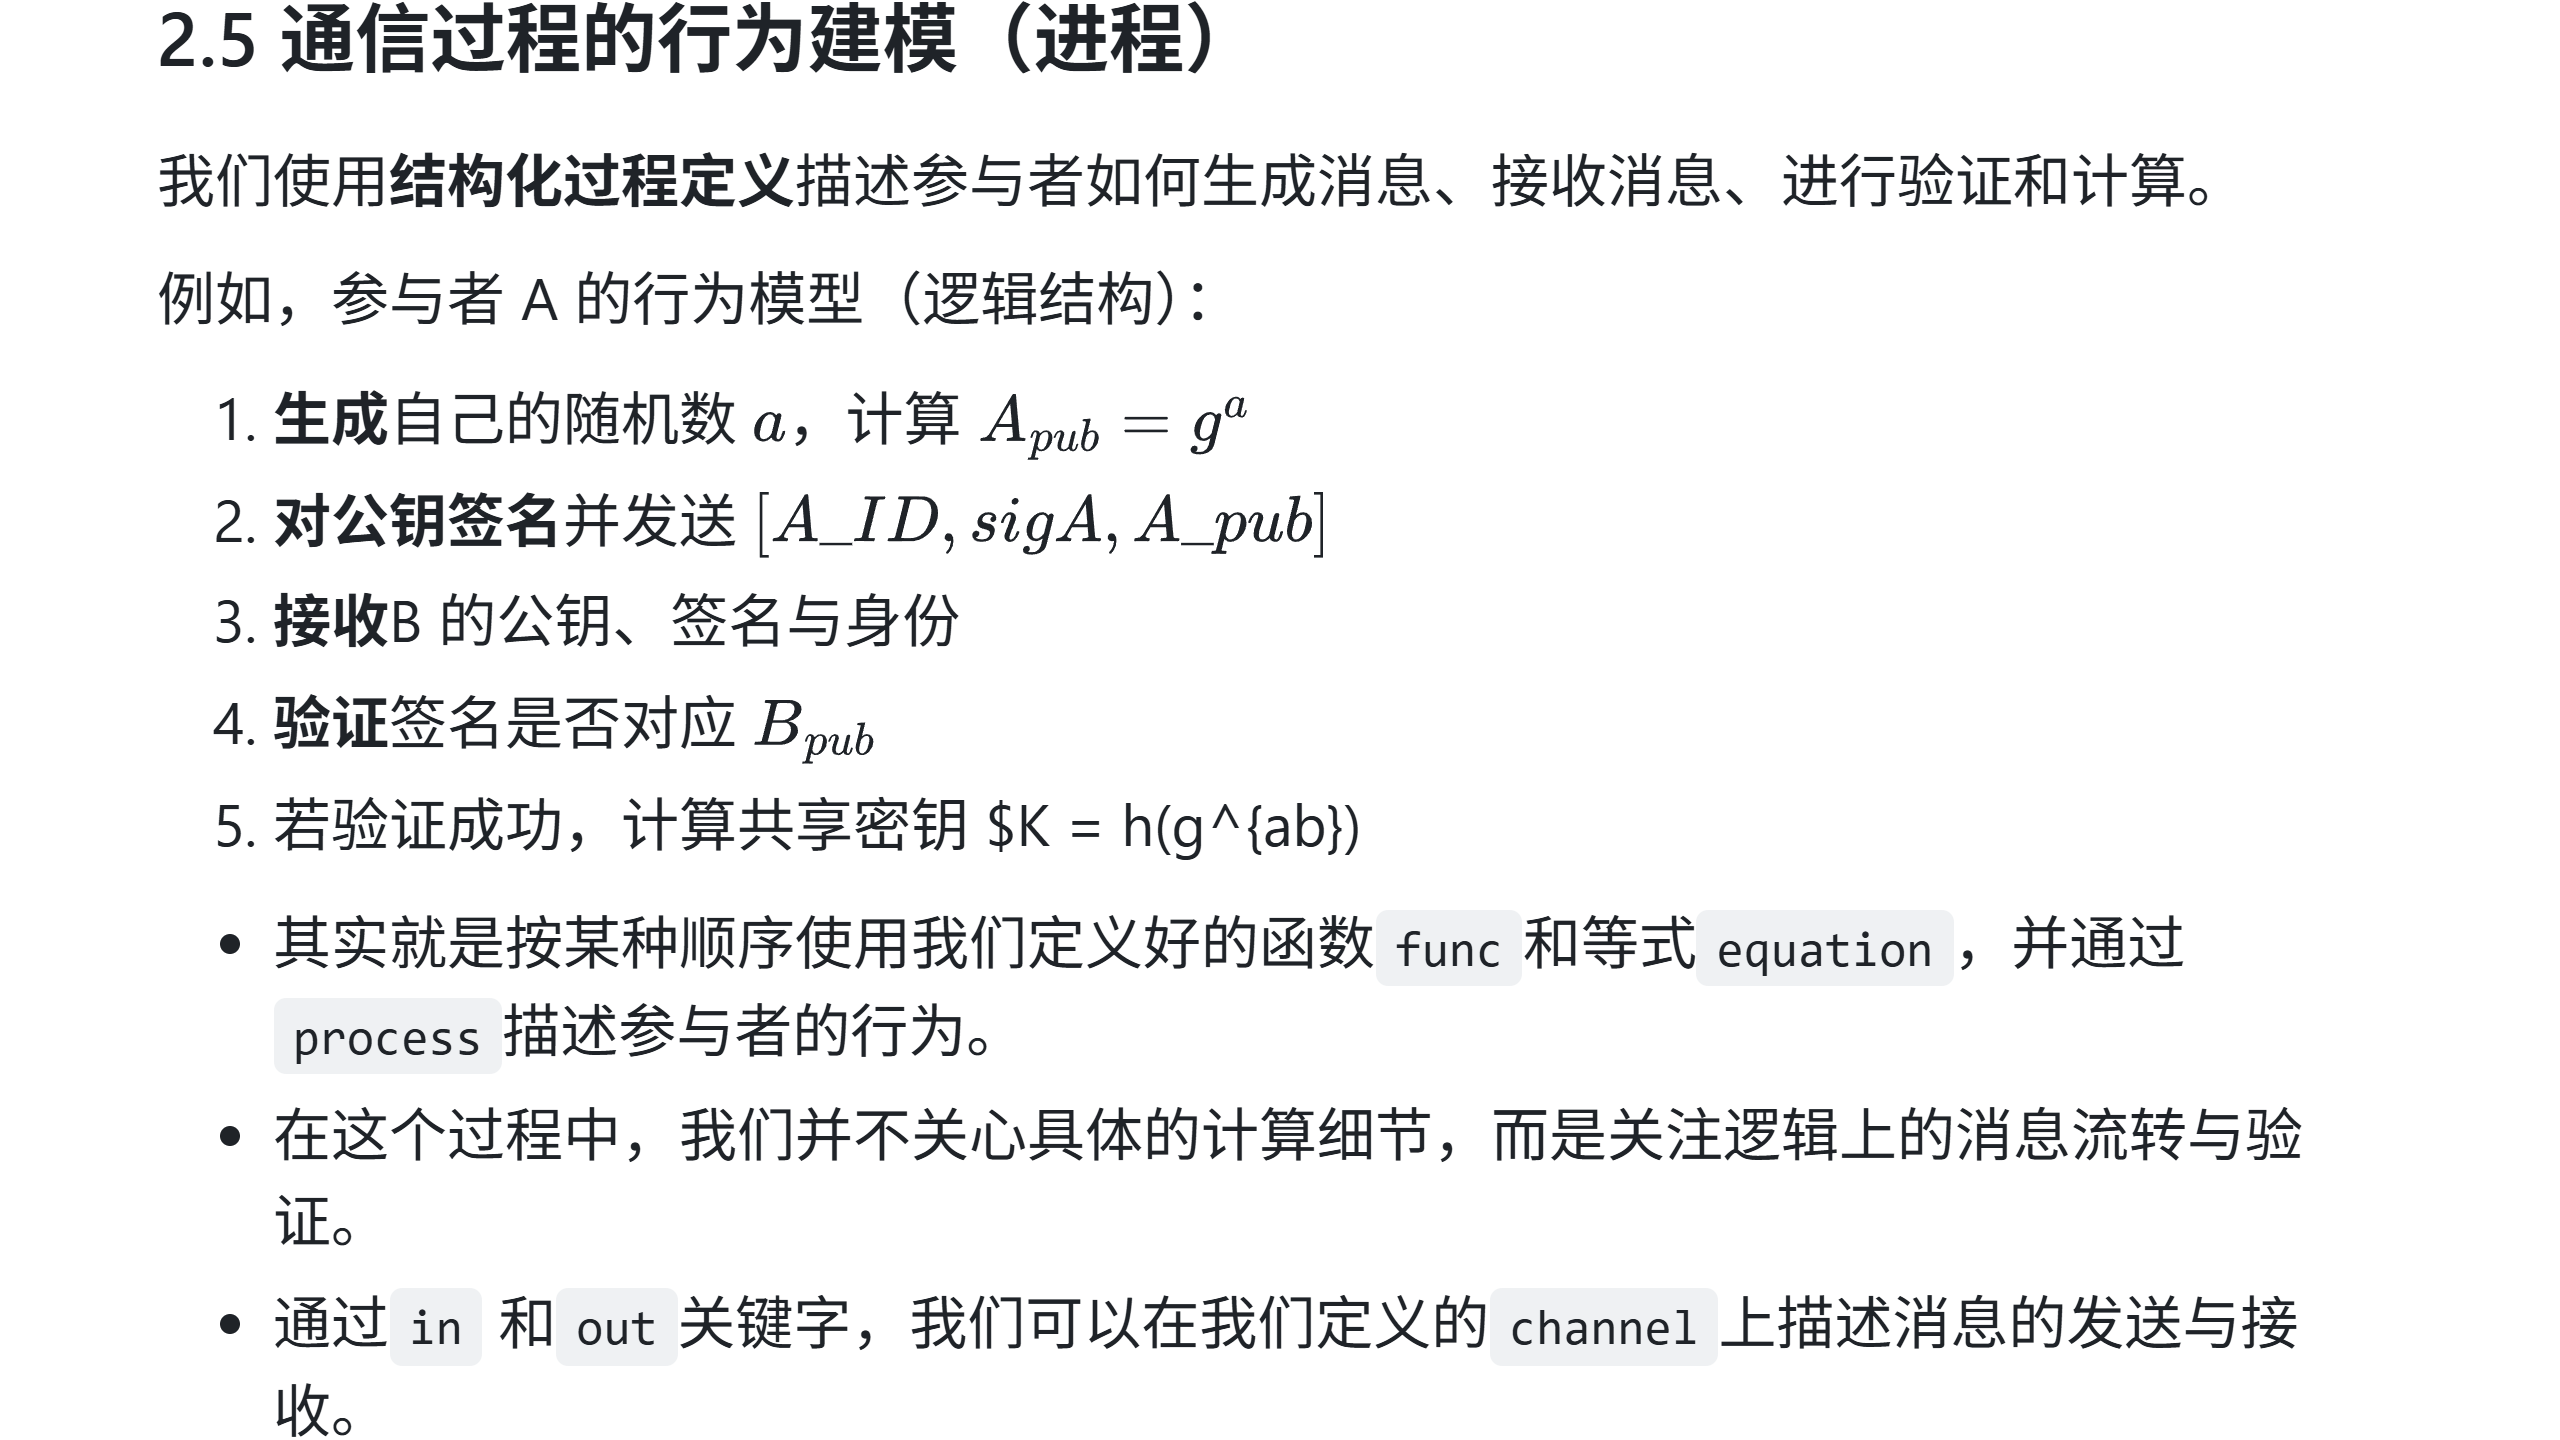 2.5 通信过程的行为建模（进程）
我们使用结构化过程定义描述参与者如何生成消息、接收消息、进行验证和计算。
例如，参与者 A 的行为模型（逻辑结构）：
1. 生成自己的随机数 a，计算 A_{pub} = g^a
2. 对公钥签名并发送 [A_ID, sigA, A_pub]
3. 接收B 的公钥、签名与身份
4. 验证签名是否对应 B_{pub}
5. 若验证成功，计算共享密钥 $K = h(g^{ab})
• 其实就是按某种顺序使用我们定义好的函数 func 和等式 equation ，并通过
process 描述参与者的行为。
• 在这个过程中，我们并不关心具体的计算细节，而是关注逻辑上的消息流转与验
证。
• 通过 in 和 out 关键字，我们可以在我们定义的 channel 上描述消息的发送与接
收。